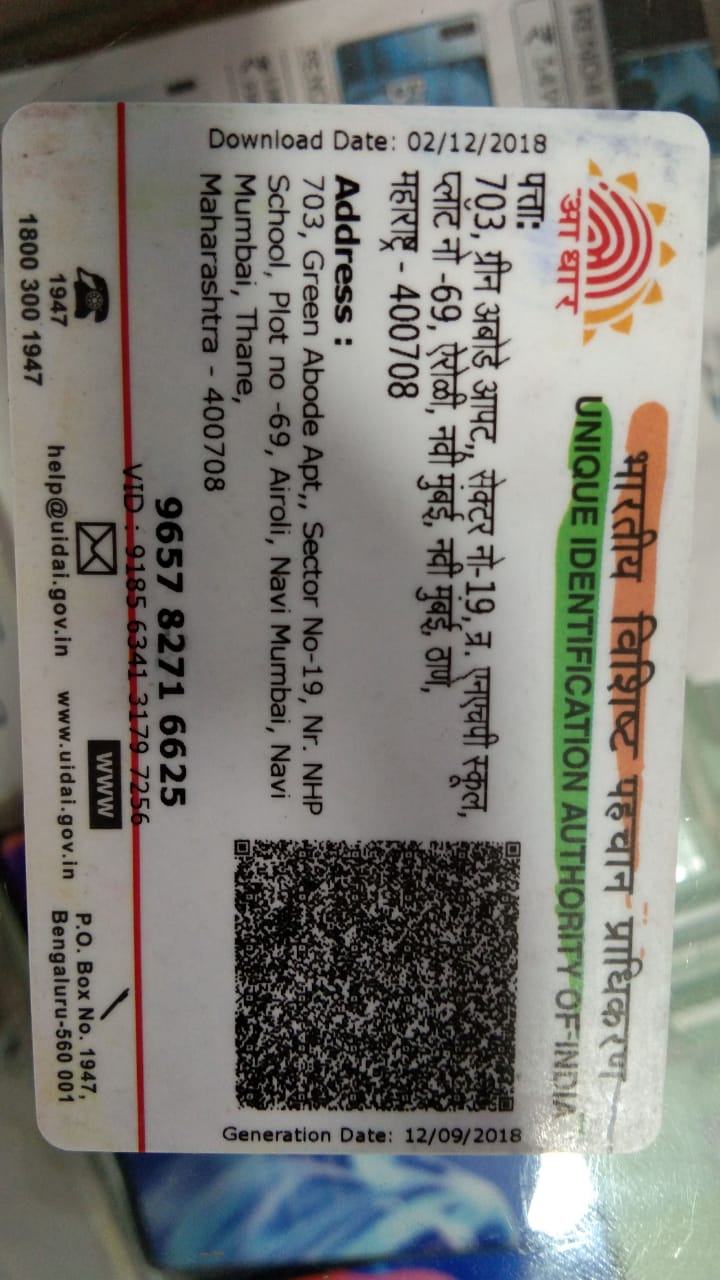 भारतीय विशिष्ट पहचान प्राधिकरण
UNIQUE IDENTIFICATION AUTHORITY OF INDIA
आधार
Download Date: 02/12/2018
Generation Date: 12/09/2018
पत्ता:
703, ग्रीन अबोर्ड आपट,, सेक्टर नो-19,न्र. एनएचपी स्कूल,
प्लॉट नो -69, ऐरोळी, नवी मुंबई, नवी मुंबई, ठाणे,
महाराष्ट्र - 400708
Address :
703, Green Abode Apt,, Sector No-19, Nr. NHP
School, Plot no -69, Airoli, Navi Mumbai, Navi
Mumbai, Thane,
Maharashtra - 400708
9657 8271 6625
VID : 9185 6341 3179 7256
1947
1800 300 1947
help@uidai.gov.in
WWW
www.uidai.gov.in
P.O. Box No. 1947,
Bengaluru-560 001